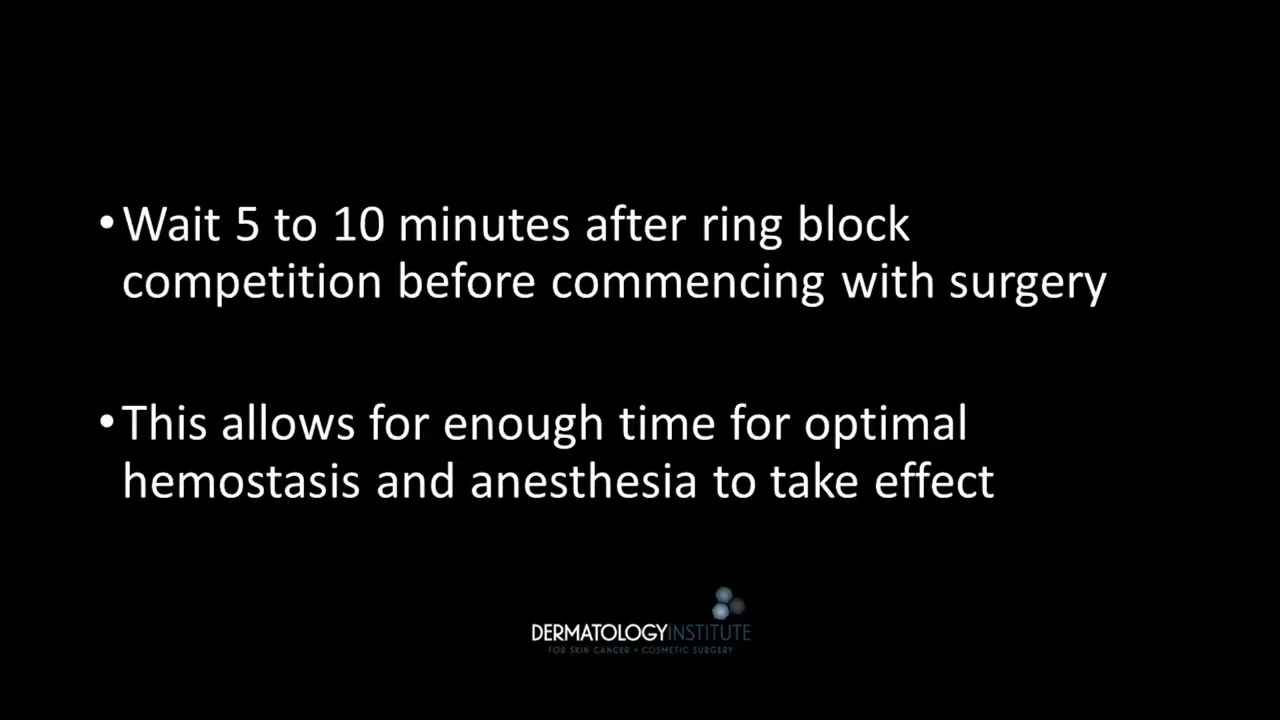 •Wait 5 to 10 minutes after ring block
competition before commencing with surgery
•This allows for enough time for optimal
hemostasis and anesthesia to take effect
DERMATOLOGYINSTITUTE
FOR SKIN CANCER + COSMETIC SURGERY